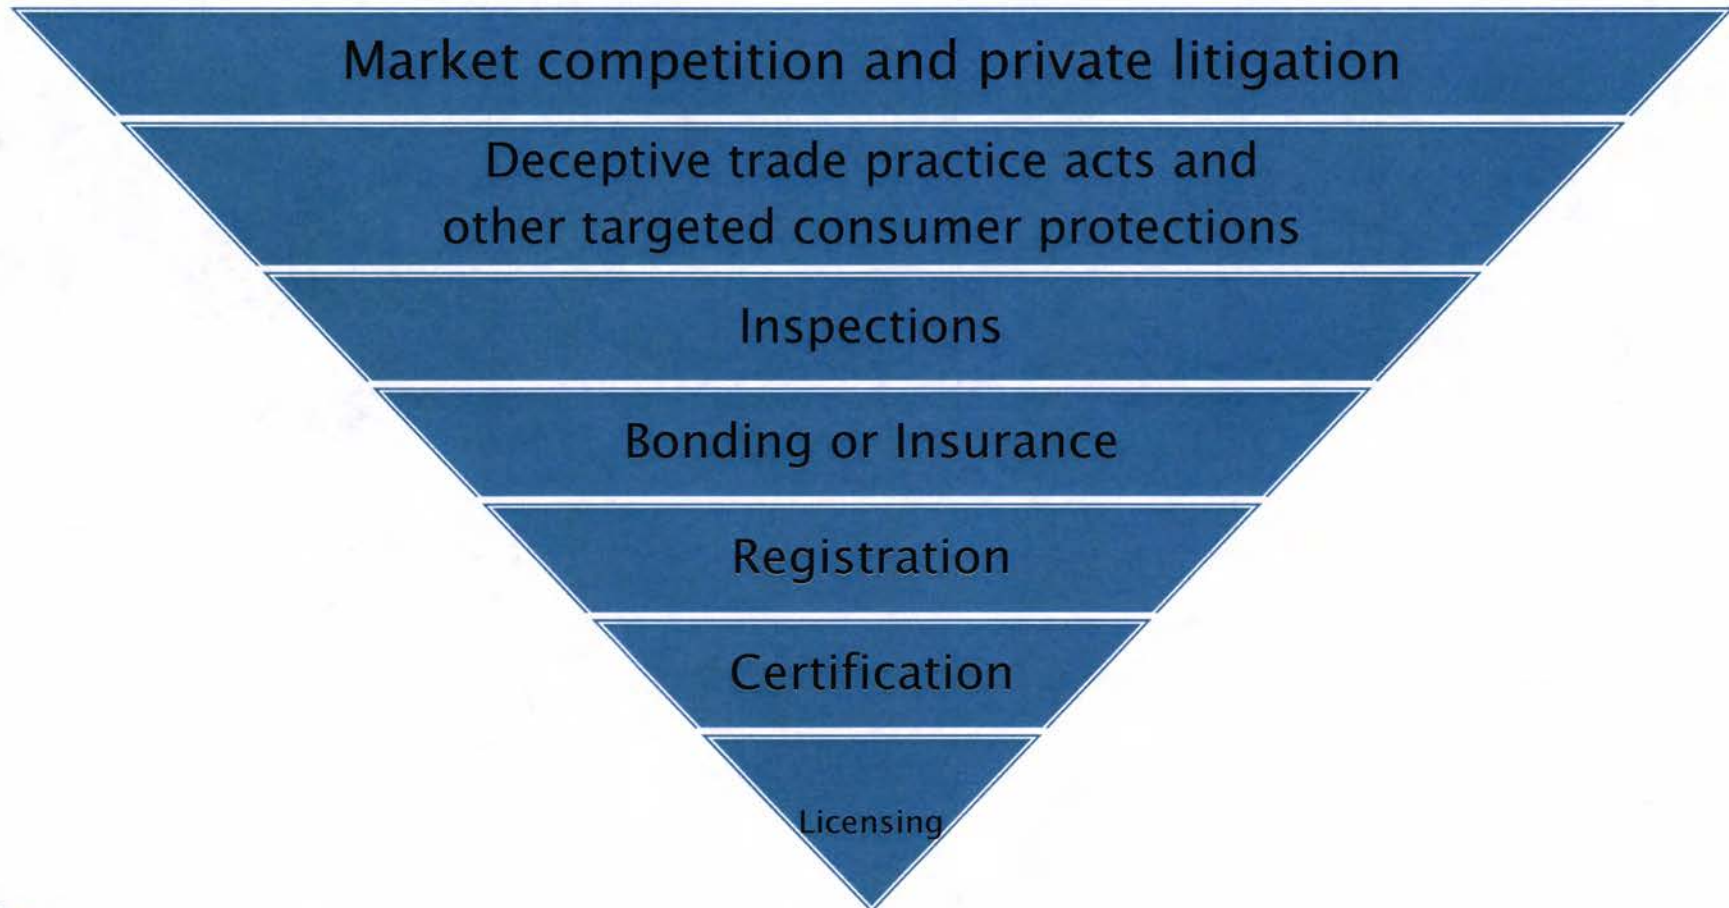 Market competition and private litigation
Deceptive trade practice acts and
other targeted consumer protections
Inspections
Bonding or Insurance
Registration
Certification
Licensing